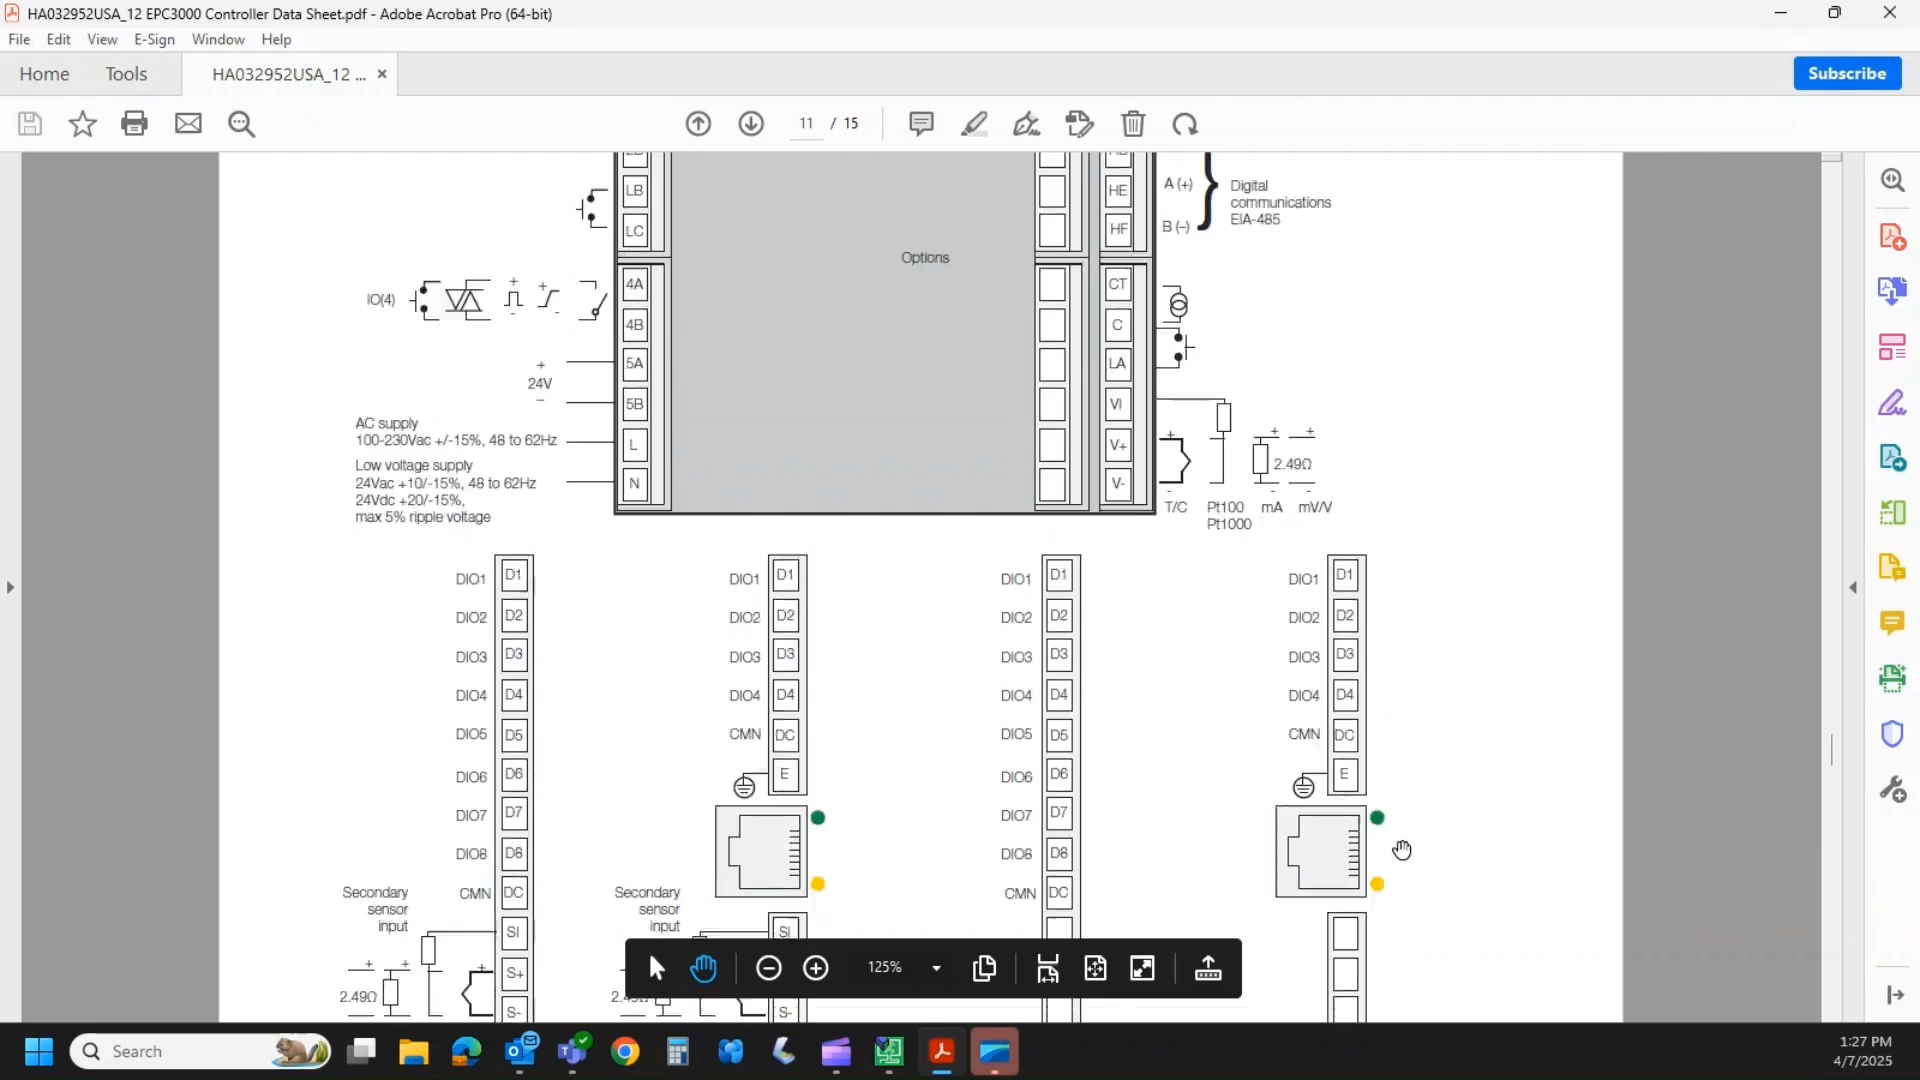 HA032952USA_12 EPC3000 Controller Data Sheet.pdf - Adobe Acrobat Pro (64-bit)
File Edit View E-Sign Window Help
Home Tools HA032952USA_12 ... ×
Subscribe
11 / 15
LB
LC
HE
HF
A (+)
B (-)
Digital
communications
EIA-485
Options
IO(4)
+
-
+
-
4A
4B
5A
5B
L
N
+
24V
-
AC supply
100-230Vac +/-15%, 48 to 62Hz
Low voltage supply
24Vac +10/-15%, 48 to 62Hz
24Vdc +20/-15%,
max 5% ripple voltage
CT
C
LA
VI
V+
V-
+
+
+
2.49Ω
-
-
-
T/C Pt100 mA mV/V
Pt1000
DIO1 D1
DIO2 D2
DIO3 D3
DIO4 D4
DIO5 D5
DIO6 D6
DIO7 D7
DIO8 D8
CMN DC
Secondary
sensor
input
SI
S+
S-
+
+
+
2.49Ω
DIO1 D1
DIO2 D2
DIO3 D3
DIO4 D4
CMN DC
E
Secondary
sensor
input
SI
S-
DIO1 D1
DIO2 D2
DIO3 D3
DIO4 D4
DIO5 D5
DIO6 D6
DIO7 D7
DIO8 D8
CMN DC
DIO1 D1
DIO2 D2
DIO3 D3
DIO4 D4
CMN DC
E
125%
Search
1:27 PM
4/7/2025